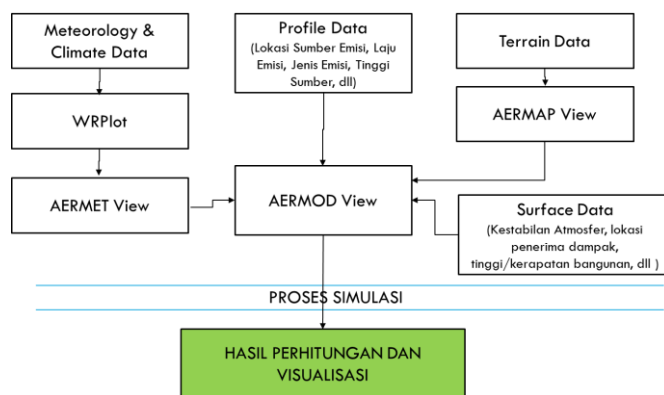 Meteorology &
Climate Data
WRPlot
AERMET View
Profile Data
(Lokasi Sumber Emisi, Laju
Emisi, Jenis Emisi, Tinggi
Sumber, dll)
AERMOD View
Terrain Data
AERMAP View
Surface Data
(Kestabilan Atmosfer, lokasi
penerima dampak,
tinggi/kerapatan bangunan, dll )
PROSES SIMULASI
HASIL PERHITUNGAN DAN
VISUALISASI